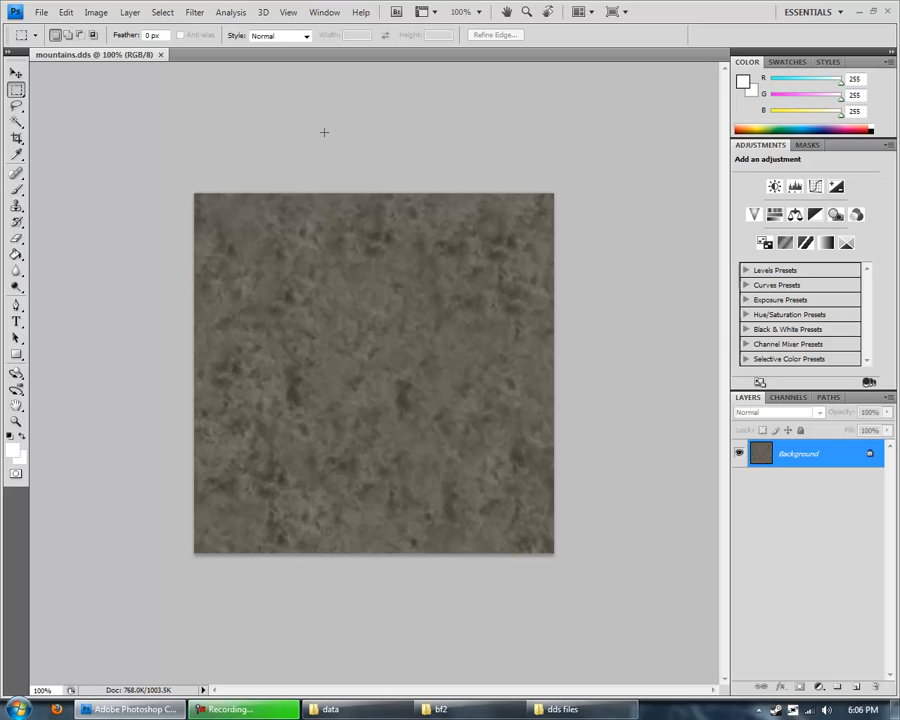 Ps File Edit Image Layer Select Filter Analysis 3D View Window Help Br 100% ESSENTIALS
Feather: 0 px Anti-alias Style: Normal Width: Height: Refine Edge...
mountains.dds @ 100% (RGB/8)
COLOR SWATCHES STYLES
R 255
G 255
B 255
ADJUSTMENTS MASKS
Add an adjustment
Levels Presets
Curves Presets
Exposure Presets
Hue/Saturation Presets
Black & White Presets
Channel Mixer Presets
Selective Color Presets
LAYERS CHANNELS PATHS
Normal Opacity: 100%
Lock: Fill: 100%
Background
T
100% Doc: 768.0K/1003.5K
Ps Adobe Photoshop C... Recording... data bf2 dds files 6:06 PM